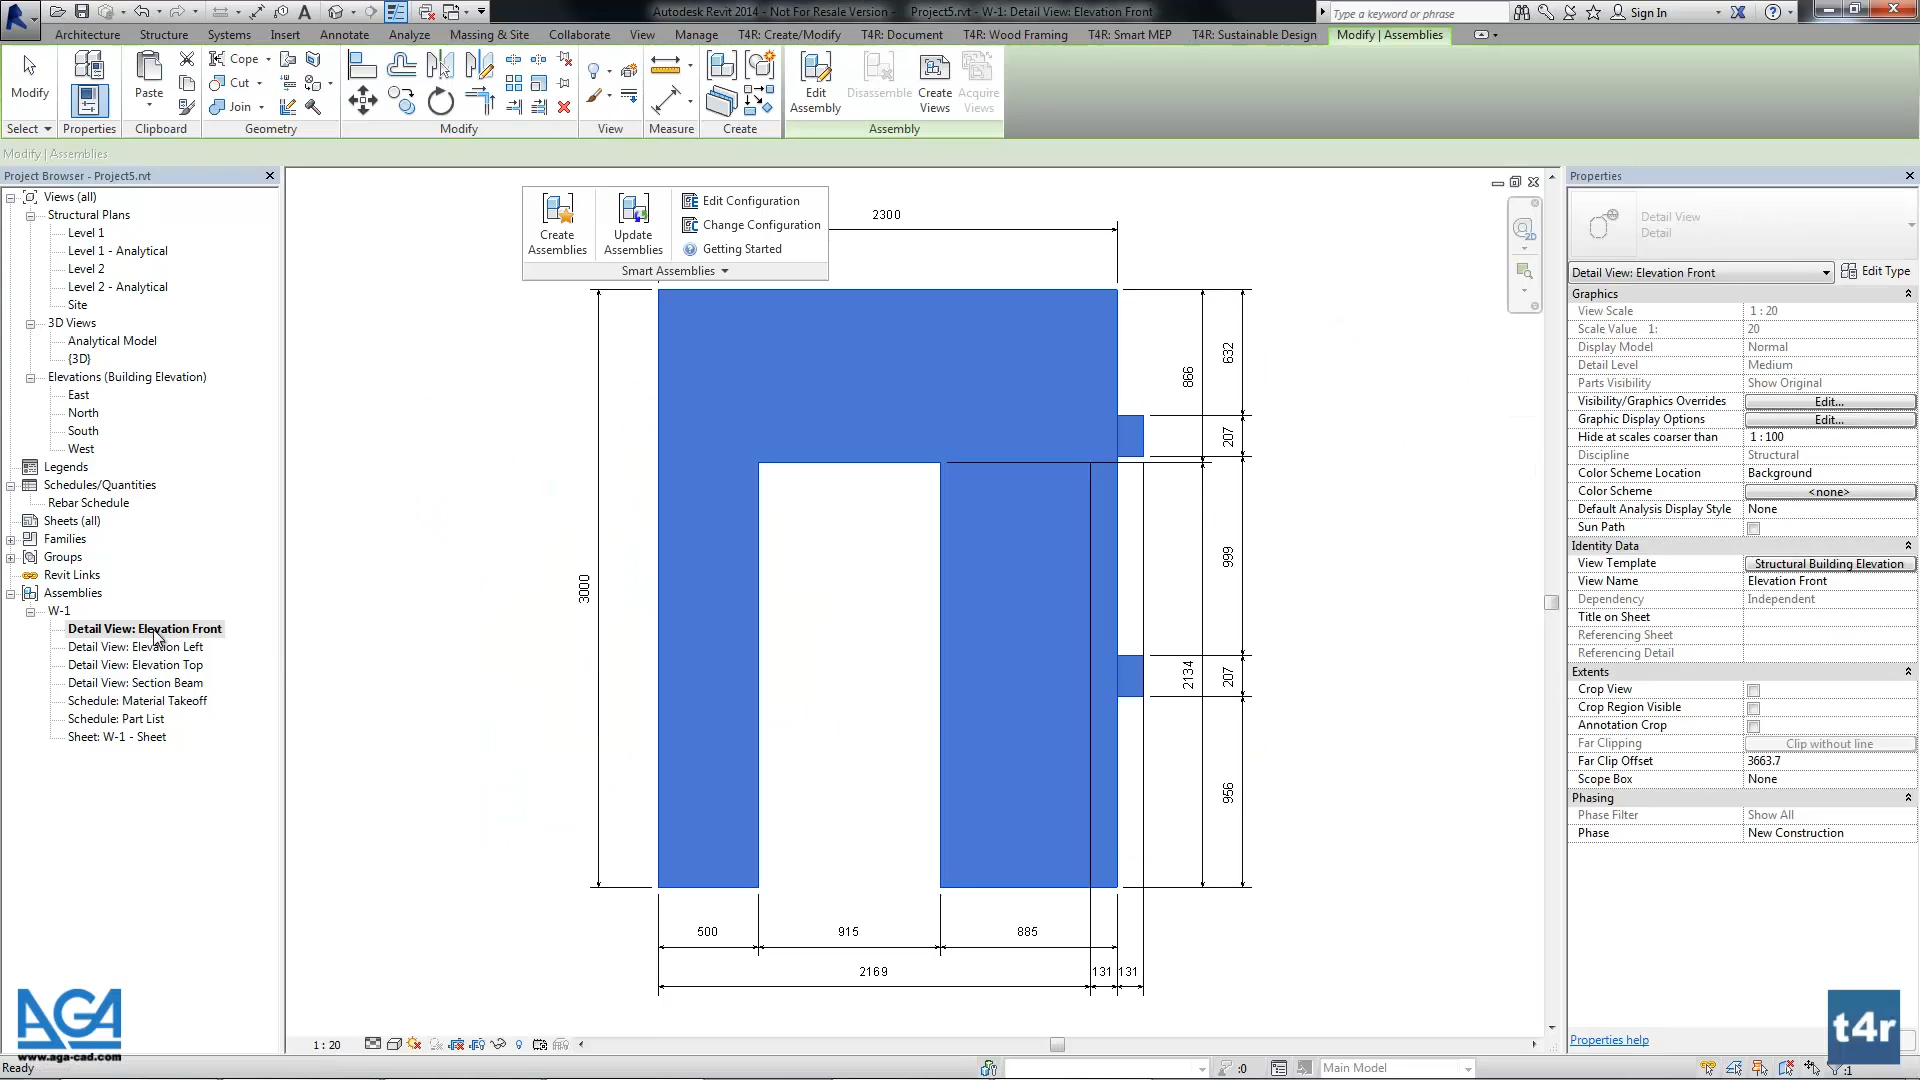 Autodesk Revit 2014 - Not For Resale Version - Project5.rvt - W-1: Detail View: Elevation Front
Type a keyword or phrase
Sign In
Architecture Structure Systems Insert Annotate Analyze Massing & Site Collaborate View Manage T4R: Create/Modify T4R: Document T4R: Wood Framing T4R: Smart MEP T4R: Sustainable Design Modify | Assemblies
Modify
Paste
Cope
Cut
Join
Edit
Assembly
Disassemble
Create
Views
Acquire
Views
Select Properties Clipboard Geometry Modify View Measure Create Assembly
Modify | Assemblies
Project Browser - Project5.rvt
Views (all)
Structural Plans
Level 1
Level 1 - Analytical
Level 2
Level 2 - Analytical
Site
3D Views
Analytical Model
{3D}
Elevations (Building Elevation)
East
North
South
West
Legends
Schedules/Quantities
Rebar Schedule
Sheets (all)
Families
Groups
Revit Links
Assemblies
W-1
Detail View: Elevation Front
Detail View: Elevation Left
Detail View: Elevation Top
Detail View: Section Beam
Schedule: Material Takeoff
Schedule: Part List
Sheet: W-1 - Sheet
AGA
www.aga-cad.com
Ready
Create
Assemblies
Update
Assemblies
Edit Configuration
Change Configuration
Getting Started
Smart Assemblies
2300
3000
866
632
207
999
2134
207
956
500
915
885
2169
131
131
2D
1 : 20
:0
Main Model
:1
Properties
Detail View
Detail
Detail View: Elevation Front
Edit Type
Graphics
View Scale 1 : 20
Scale Value 1: 20
Display Model Normal
Detail Level Medium
Parts Visibility Show Original
Visibility/Graphics Overrides Edit...
Graphic Display Options Edit...
Hide at scales coarser than 1 : 100
Discipline Structural
Color Scheme Location Background
Color Scheme <none>
Default Analysis Display Style None
Sun Path
Identity Data
View Template Structural Building Elevation
View Name Elevation Front
Dependency Independent
Title on Sheet
Referencing Sheet
Referencing Detail
Extents
Crop View
Crop Region Visible
Annotation Crop
Far Clipping Clip without line
Far Clip Offset 3663.7
Scope Box None
Phasing
Phase Filter Show All
Phase New Construction
Properties help
t4r